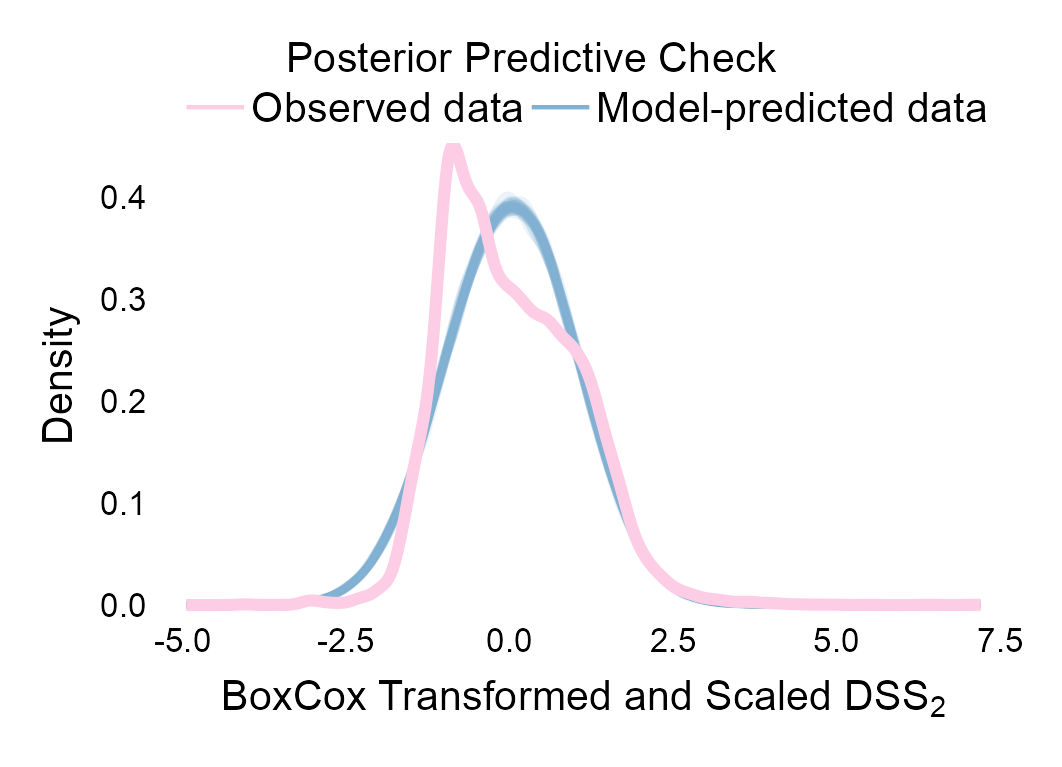 Posterior Predictive Check
Observed data Model-predicted data
Density
0.4
0.3
0.2
0.1
0.0
-5.0 -2.5 0.0 2.5 5.0 7.5
BoxCox Transformed and Scaled DSS₂